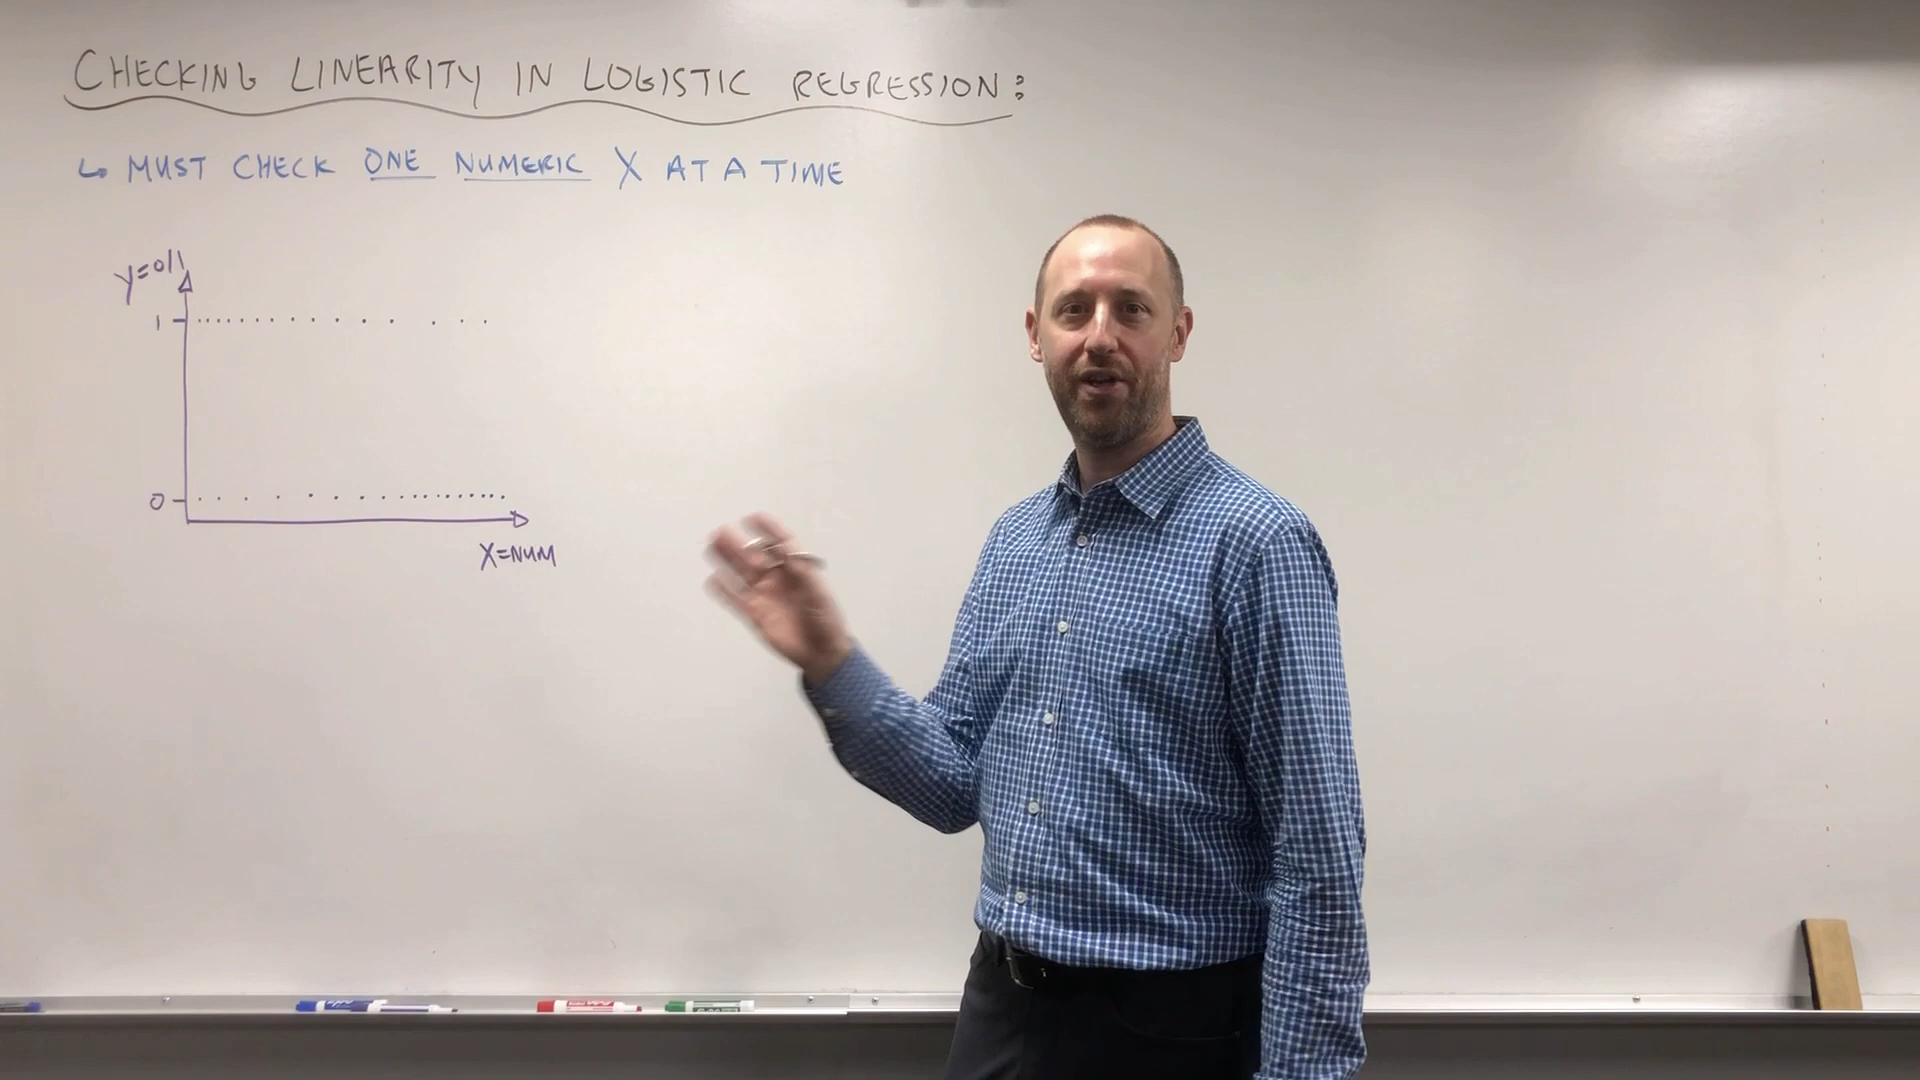 CHECKING LINEARITY IN LOGISTIC REGRESSION:
↳ MUST CHECK ONE NUMERIC X AT A TIME
Y=0/1
1
0
X=NUM